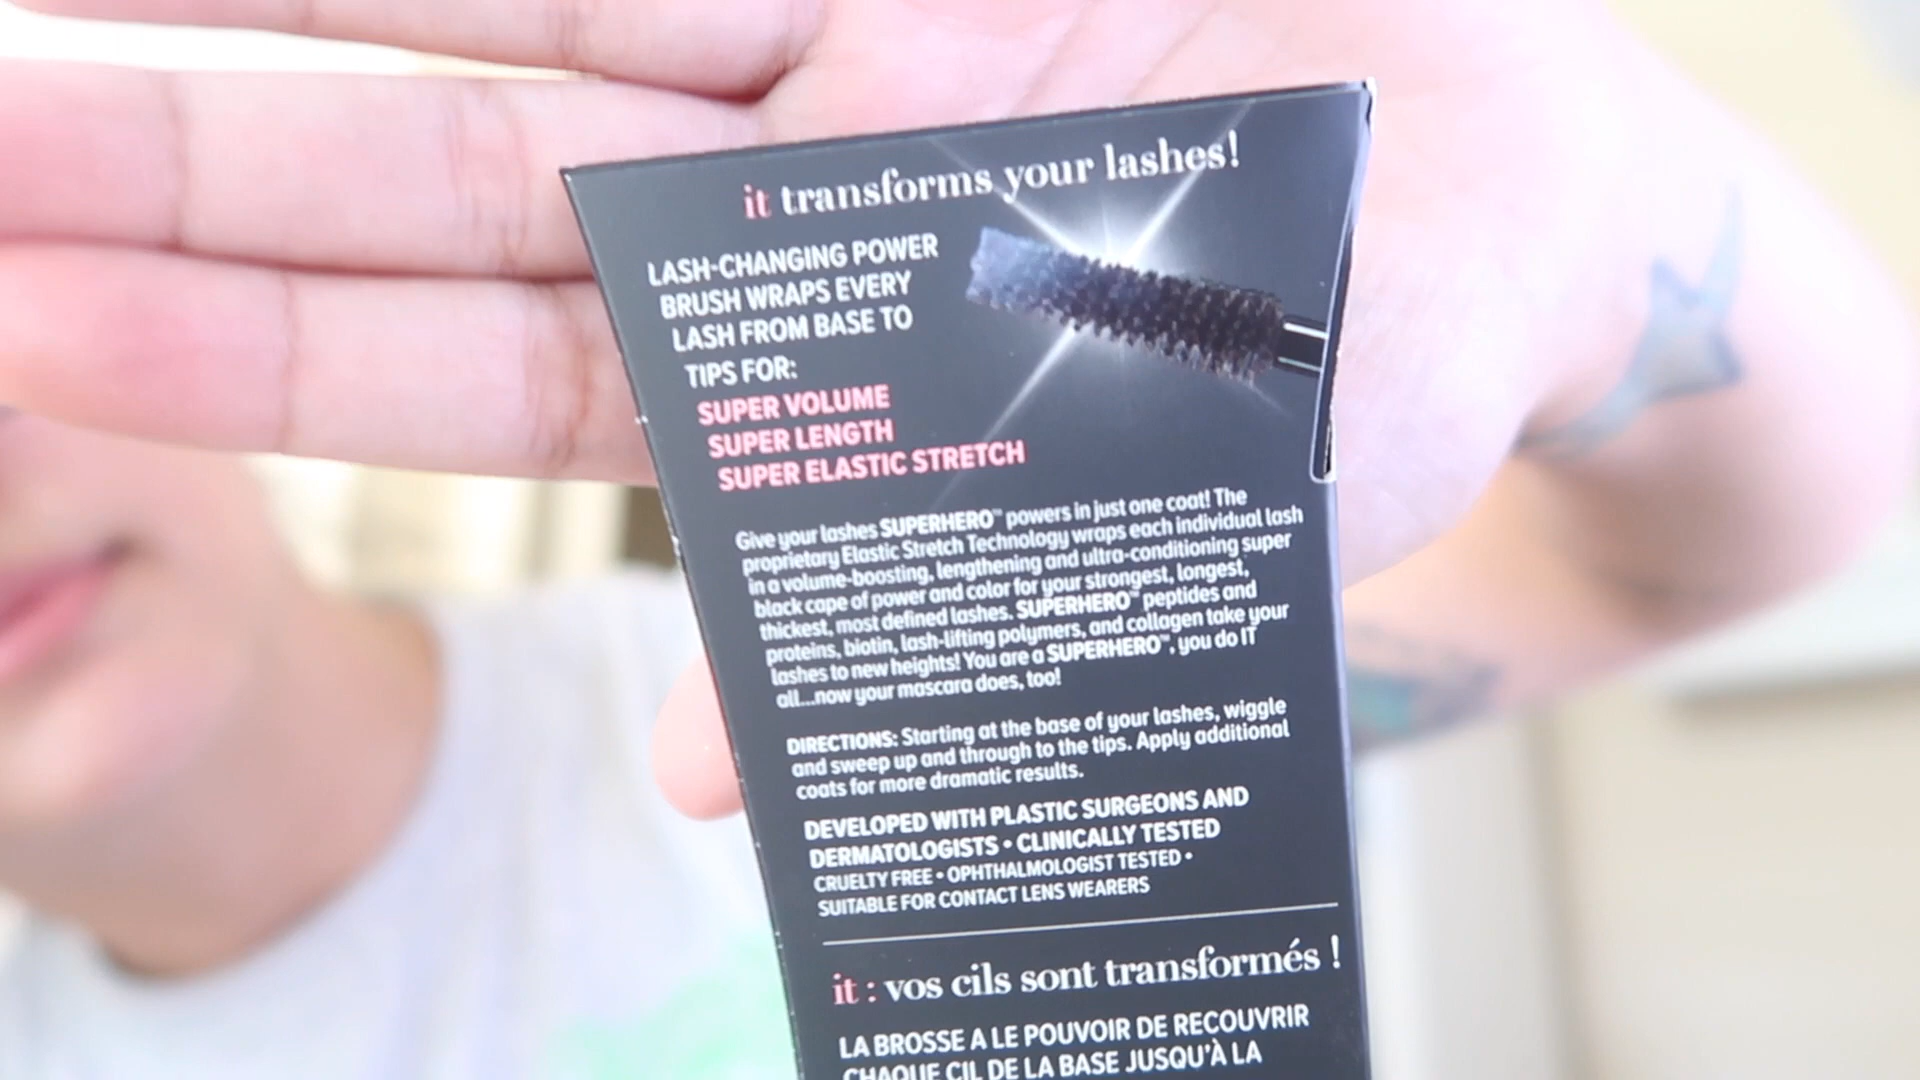 it transforms your lashes!
LASH-CHANGING POWER
BRUSH WRAPS EVERY
LASH FROM BASE TO
TIPS FOR:
SUPER VOLUME
SUPER LENGTH
SUPER ELASTIC STRETCH
Give your lashes SUPERHERO™ powers in just one coat! The
proprietary Elastic Stretch Technology wraps each individual lash
in a volume-boosting, lengthening and ultra-conditioning super
black cape of power and color for your strongest, longest,
thickest, most defined lashes. SUPERHERO™ peptides and
proteins, biotin, lash-lifting polymers, and collagen take your
lashes to new heights! You are a SUPERHERO™, you do IT
all...now your mascara does, too!
DIRECTIONS: Starting at the base of your lashes, wiggle
and sweep up and through to the tips. Apply additional
coats for more dramatic results.
DEVELOPED WITH PLASTIC SURGEONS AND
DERMATOLOGISTS • CLINICALLY TESTED
CRUELTY FREE • OPHTHALMOLOGIST TESTED •
SUITABLE FOR CONTACT LENS WEARERS
it : vos cils sont transformés !
LA BROSSE A LE POUVOIR DE RECOUVRIR
CHAQUE CIL DE LA BASE JUSQU'À LA